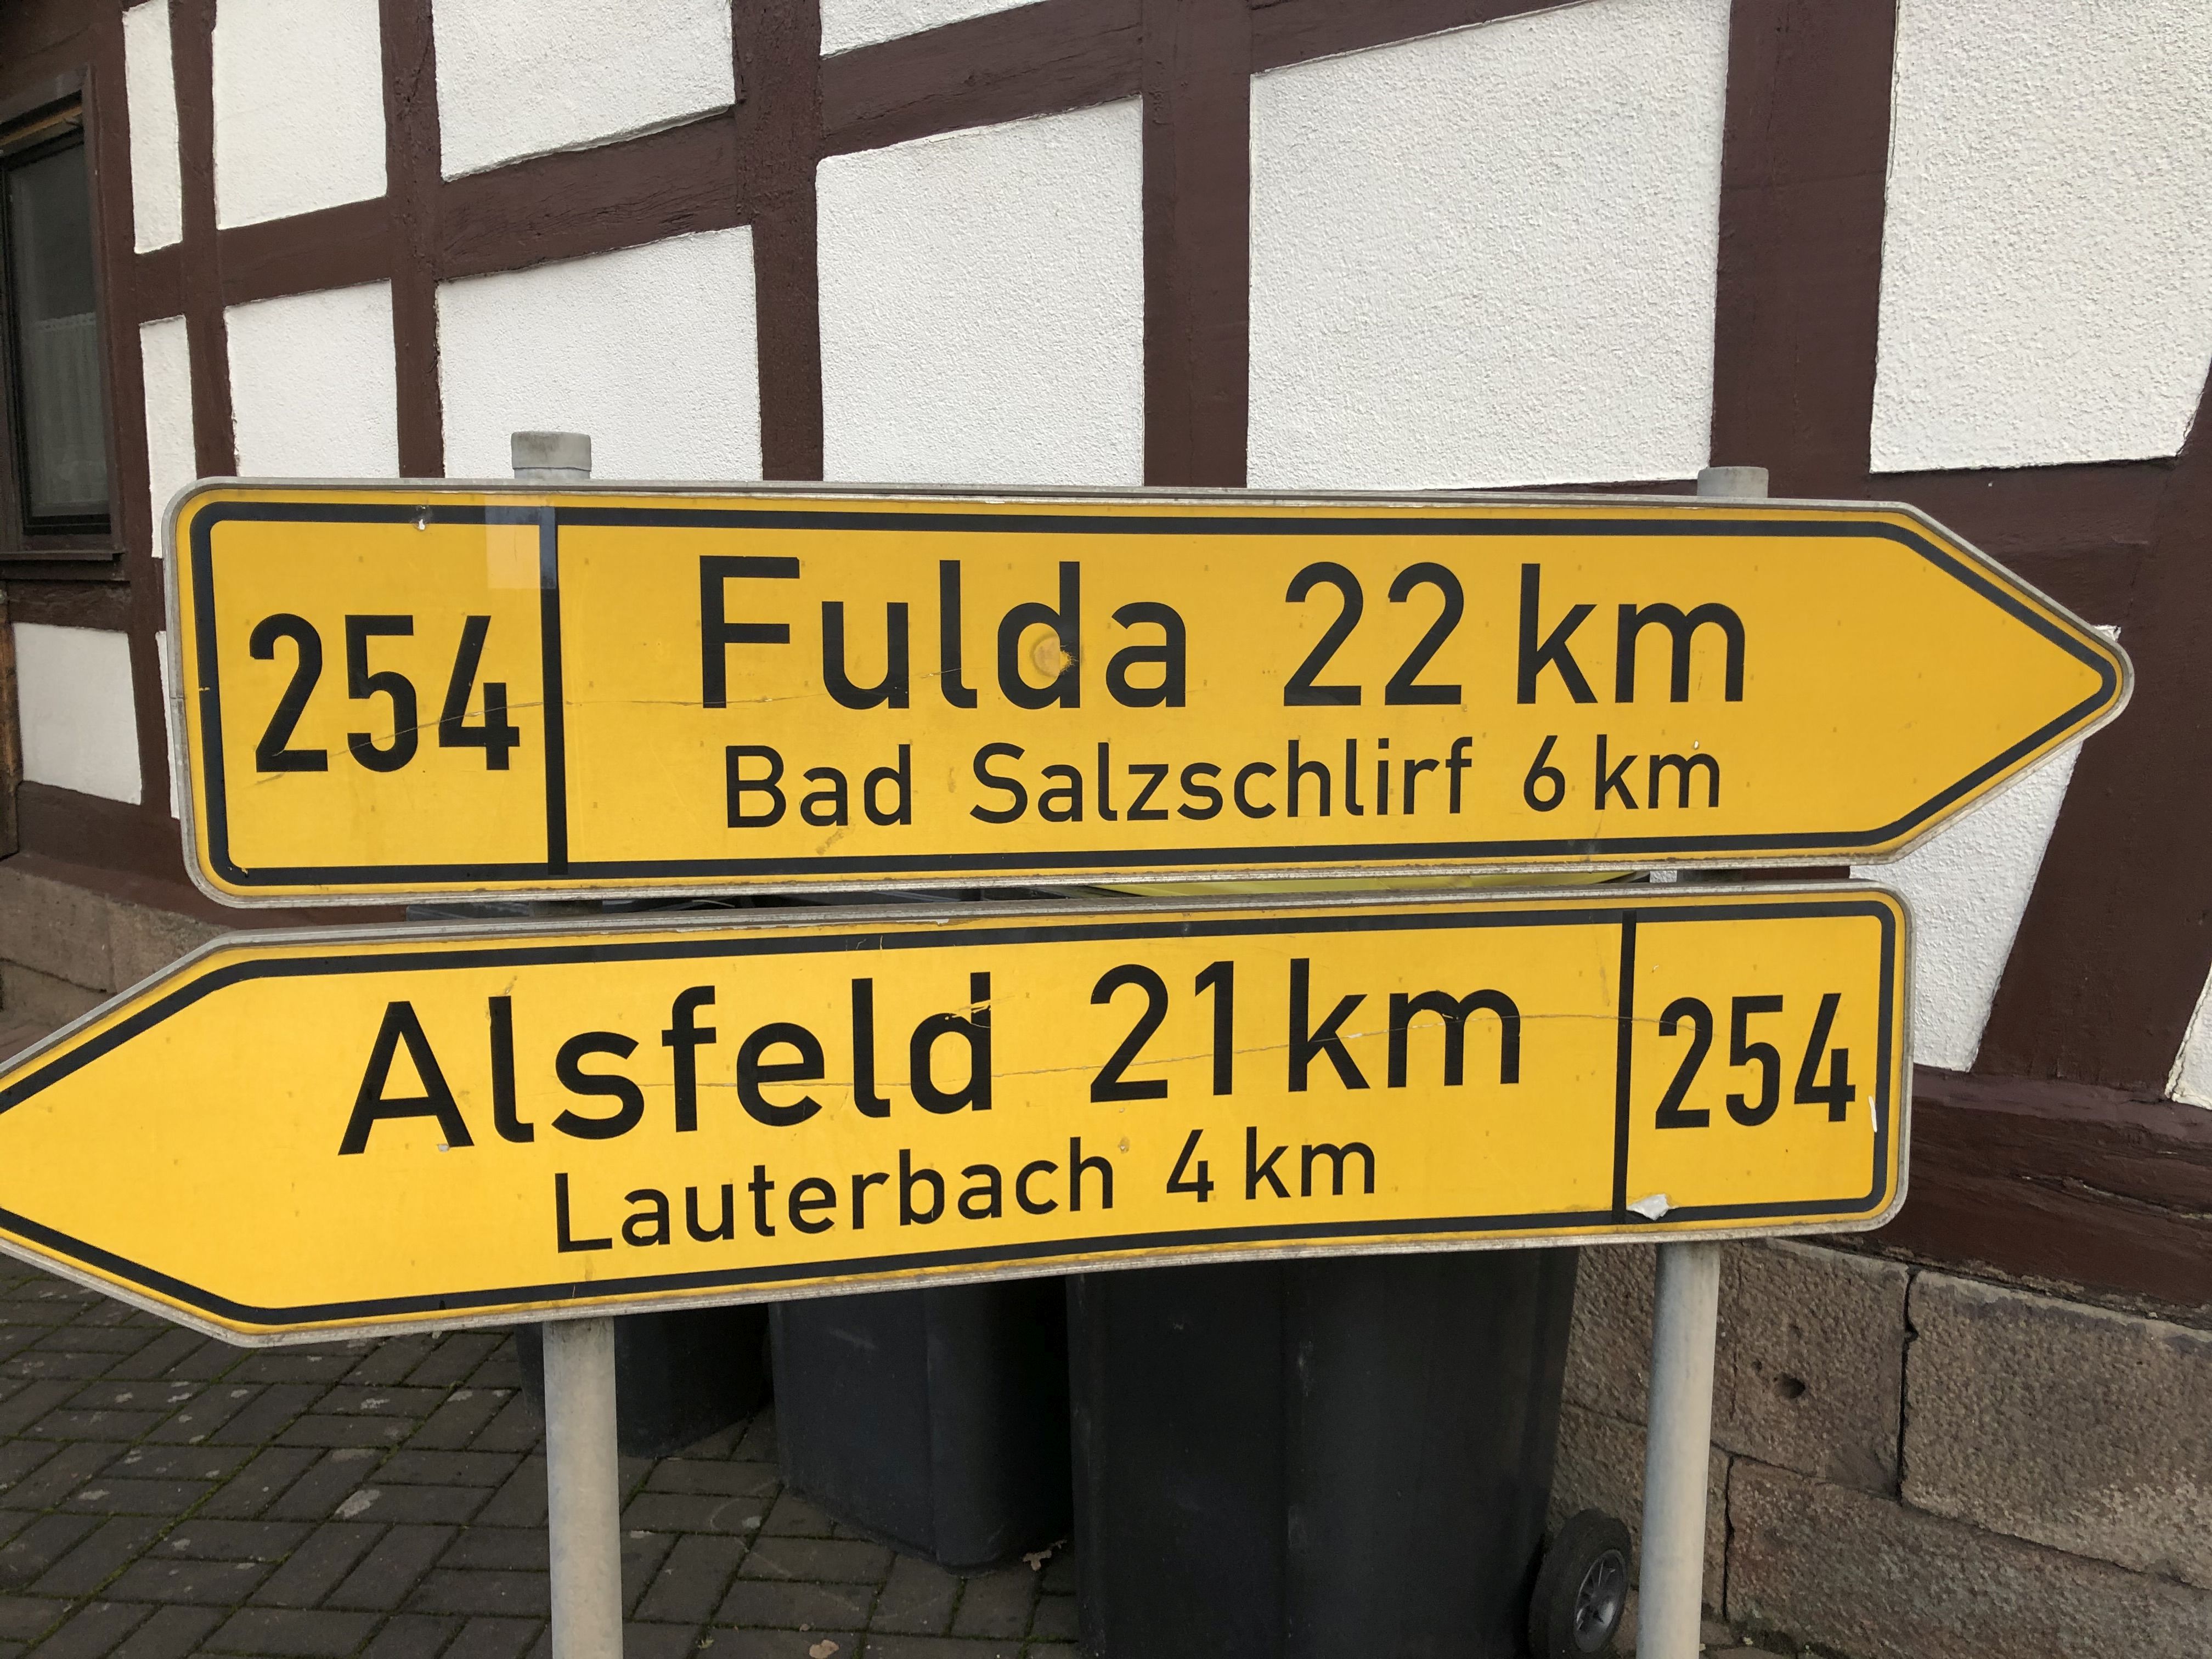 254 Fulda 22 km
Bad Salzschlirf 6 km
Alsfeld 21 km 254
Lauterbach 4 km